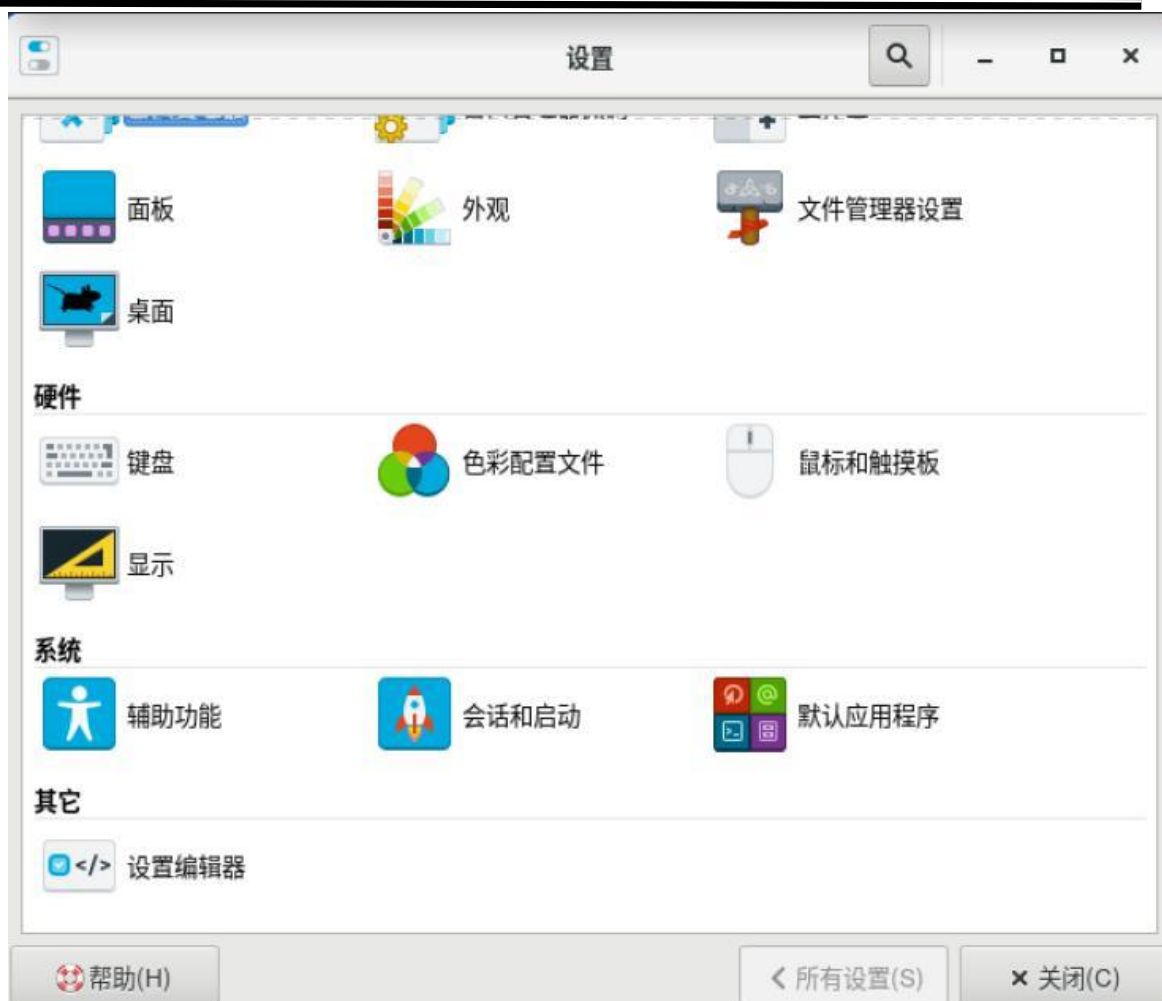 设置
面板
外观
文件管理器设置
桌面
硬件
键盘
色彩配置文件
鼠标和触摸板
显示
系统
辅助功能
会话和启动
默认应用程序
其它
设置编辑器
帮助(H)
所有设置(S)
关闭(C)